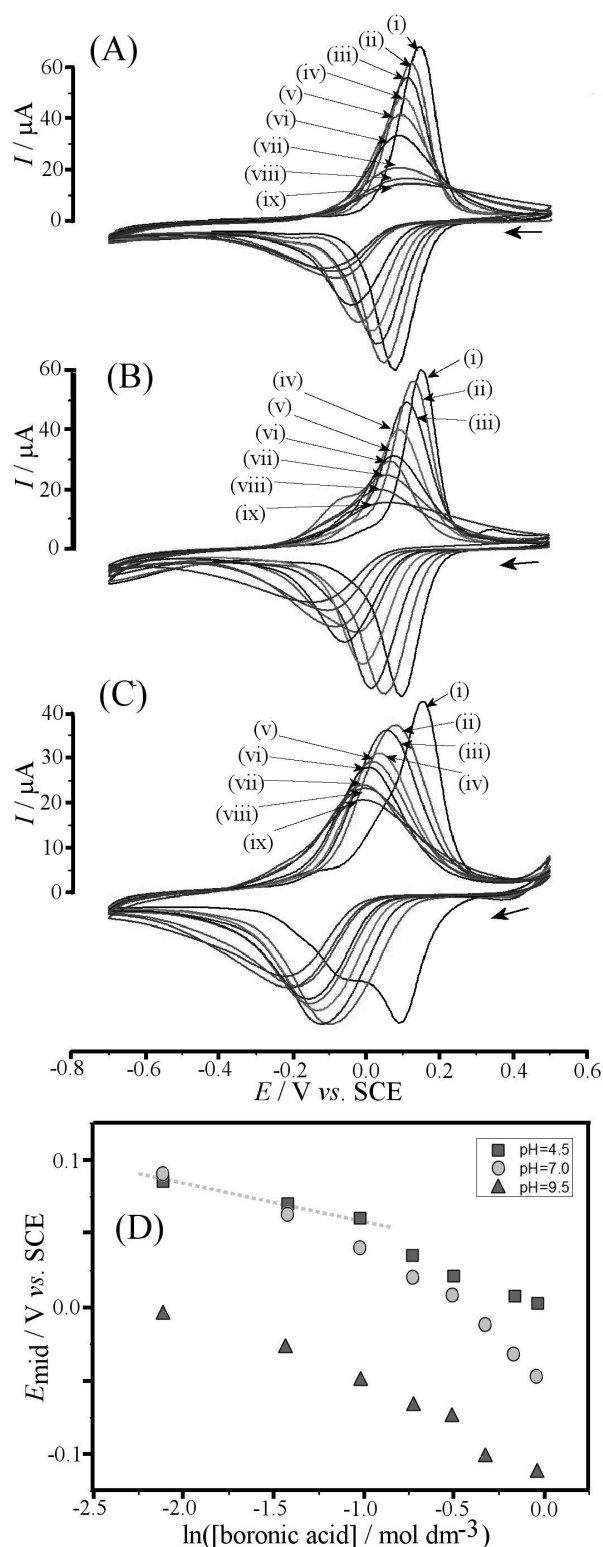 (A)
I / µA
60
40
20
0
(i)
(ii)
(iii)
(iv)
(v)
(vi)
(vii)
(viii)
(ix)
(B)
I / µA
60
40
20
0
(i)
(ii)
(iii)
(iv)
(v)
(vi)
(vii)
(viii)
(ix)
(C)
I / µA
40
30
20
10
0
(i)
(ii)
(iii)
(iv)
(v)
(vi)
(vii)
(viii)
(ix)
-0.8 -0.6 -0.4 -0.2 0.0 0.2 0.4 0.6
E / V vs. SCE
(D)
pH=4.5
pH=7.0
pH=9.5
Emid / V vs. SCE
0.1
0.0
-0.1
-2.5 -2.0 -1.5 -1.0 -0.5 0.0
ln([boronic acid] / mol dm-3)